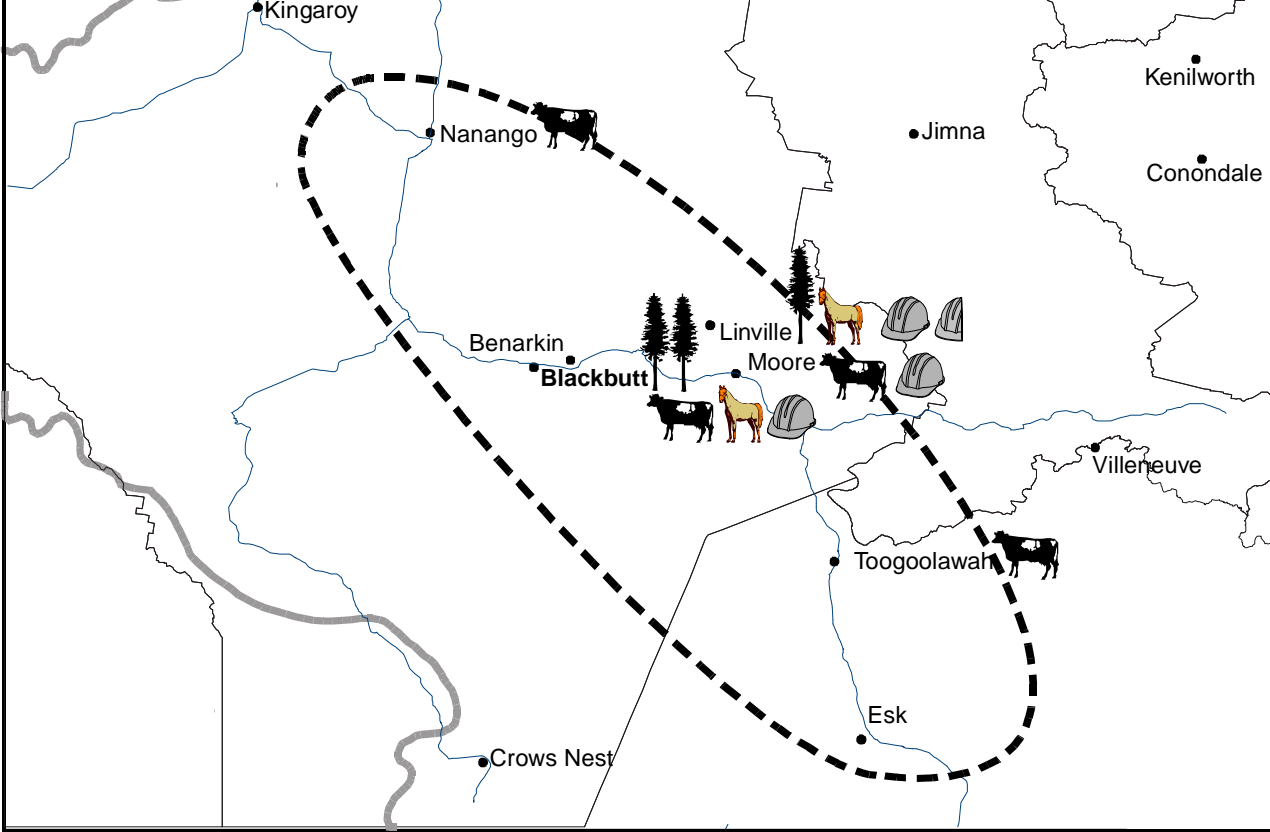 Kingaroy
Kenilworth
Nanango
Jimna
Conondale
Linville
Benarkin
Moore
Blackbutt
Villeneuve
Toogoolawah
Esk
Crows Nest